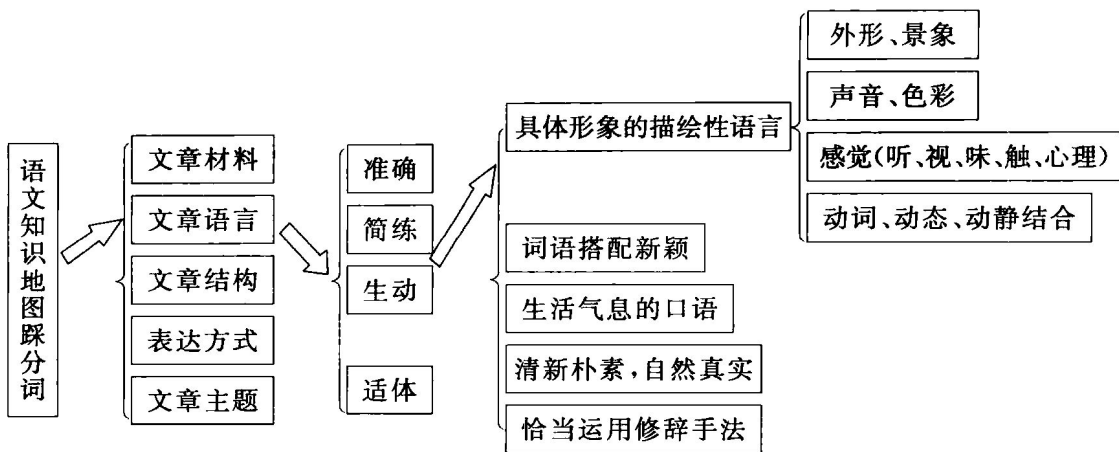 语文知识地图踩分词
文章材料
文章语言
文章结构
表达方式
文章主题
准确
简练
生动
适体
具体形象的描绘性语言
词语搭配新颖
生活气息的口语
清新朴素,自然真实
恰当运用修辞手法
外形、景象
声音、色彩
感觉(听、视、味、触、心理)
动词、动态、动静结合